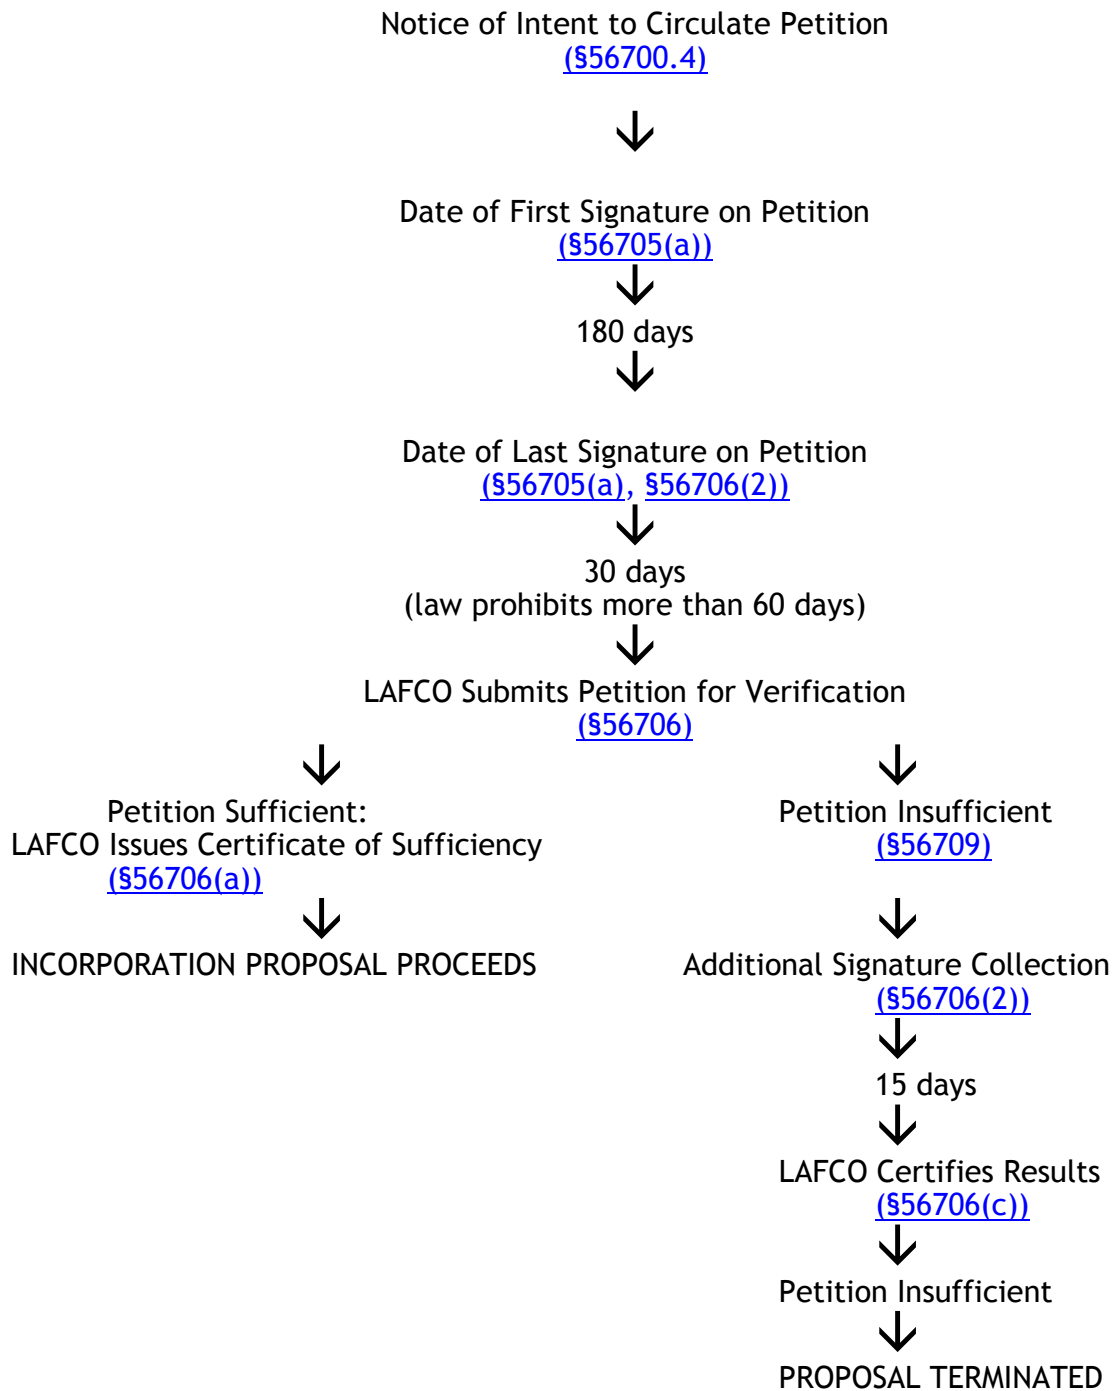 Notice of Intent to Circulate Petition
(§56700.4)
Date of First Signature on Petition
(§56705(a))
180 days
Date of Last Signature on Petition
(§56705(a), §56706(2))
30 days
(law prohibits more than 60 days)
LAFCO Submits Petition for Verification
(§56706)
Petition Sufficient:
LAFCO Issues Certificate of Sufficiency
(§56706(a))
INCORPORATION PROPOSAL PROCEEDS
Petition Insufficient
(§56709)
Additional Signature Collection
(§56706(2))
15 days
LAFCO Certifies Results
(§56706(c))
Petition Insufficient
PROPOSAL TERMINATED